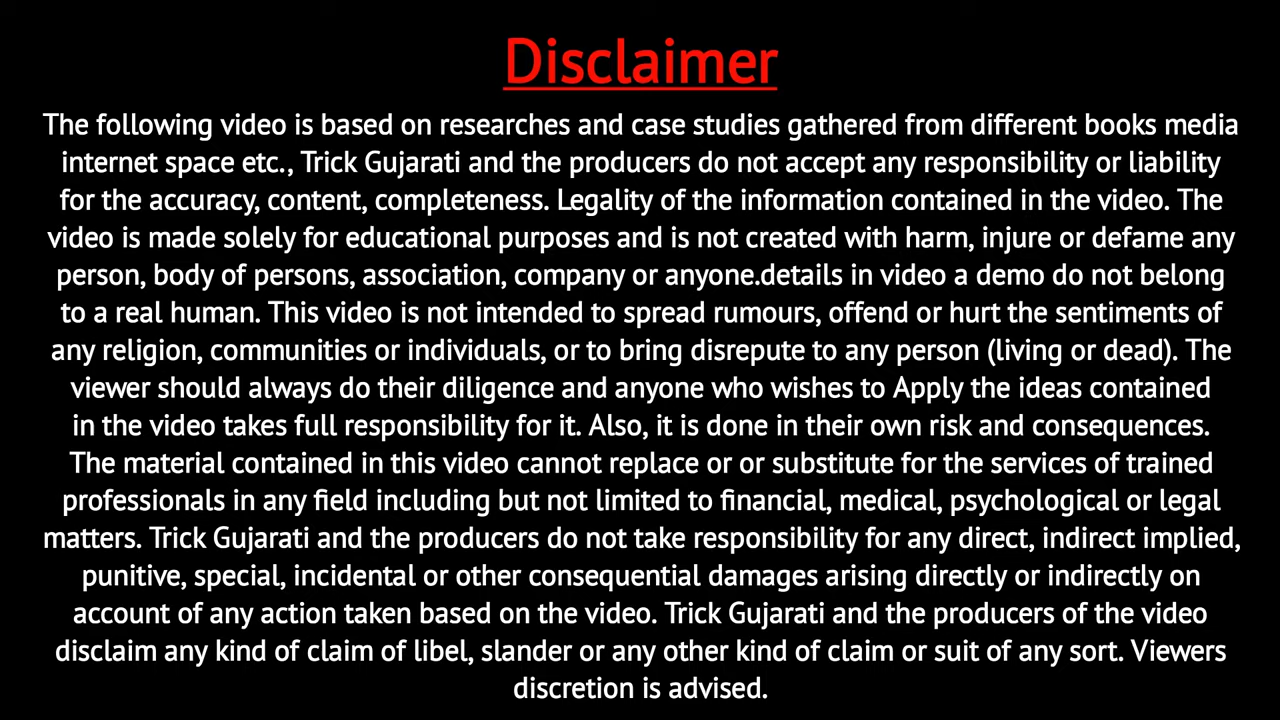 Disclaimer
The following video is based on researches and case studies gathered from different books media
internet space etc., Trick Gujarati and the producers do not accept any responsibility or liability
for the accuracy, content, completeness. Legality of the information contained in the video. The
video is made solely for educational purposes and is not created with harm, injure or defame any
person, body of persons, association, company or anyone.details in video a demo do not belong
to a real human. This video is not intended to spread rumours, offend or hurt the sentiments of
any religion, communities or individuals, or to bring disrepute to any person (living or dead). The
viewer should always do their diligence and anyone who wishes to Apply the ideas contained
in the video takes full responsibility for it. Also, it is done in their own risk and consequences.
The material contained in this video cannot replace or or substitute for the services of trained
professionals in any field including but not limited to financial, medical, psychological or legal
matters. Trick Gujarati and the producers do not take responsibility for any direct, indirect implied,
punitive, special, incidental or other consequential damages arising directly or indirectly on
account of any action taken based on the video. Trick Gujarati and the producers of the video
disclaim any kind of claim of libel, slander or any other kind of claim or suit of any sort. Viewers
discretion is advised.